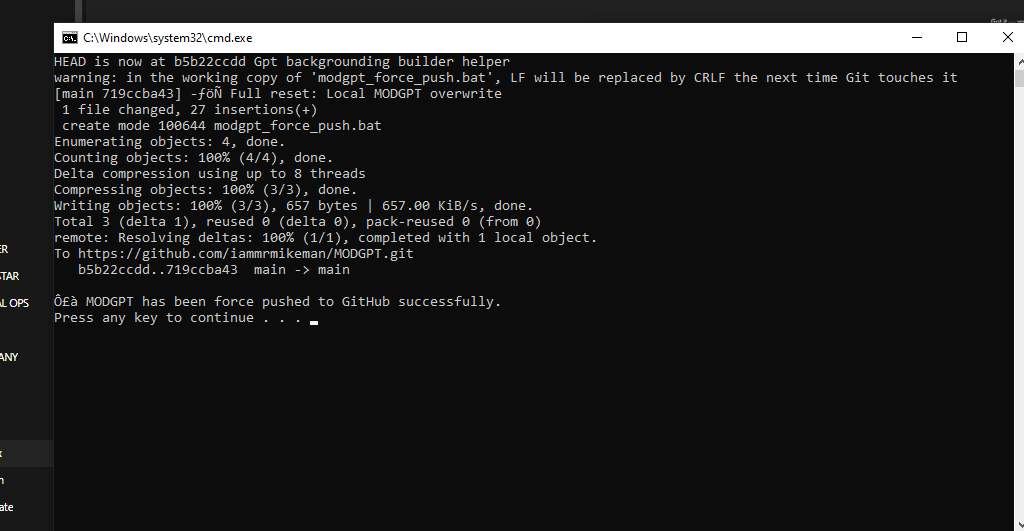 C:\Windows\system32\cmd.exe
HEAD is now at b5b22ccdd Gpt backgrounding builder helper
warning: in the working copy of 'modgpt_force_push.bat', LF will be replaced by CRLF the next time Git touches it
[main 719ccba43] -ƒöÑ Full reset: Local MODGPT overwrite
 1 file changed, 27 insertions(+)
 create mode 100644 modgpt_force_push.bat
Enumerating objects: 4, done.
Counting objects: 100% (4/4), done.
Delta compression using up to 8 threads
Compressing objects: 100% (3/3), done.
Writing objects: 100% (3/3), 657 bytes | 657.00 KiB/s, done.
Total 3 (delta 1), reused 0 (delta 0), pack-reused 0 (from 0)
remote: Resolving deltas: 100% (1/1), completed with 1 local object.
To https://github.com/iammrmikeman/MODGPT.git
   b5b22ccdd..719ccba43  main -> main
Ô£à MODGPT has been force pushed to GitHub successfully.
Press any key to continue . . .
ER
STAR
AL OPS
ANY
x
n
ate